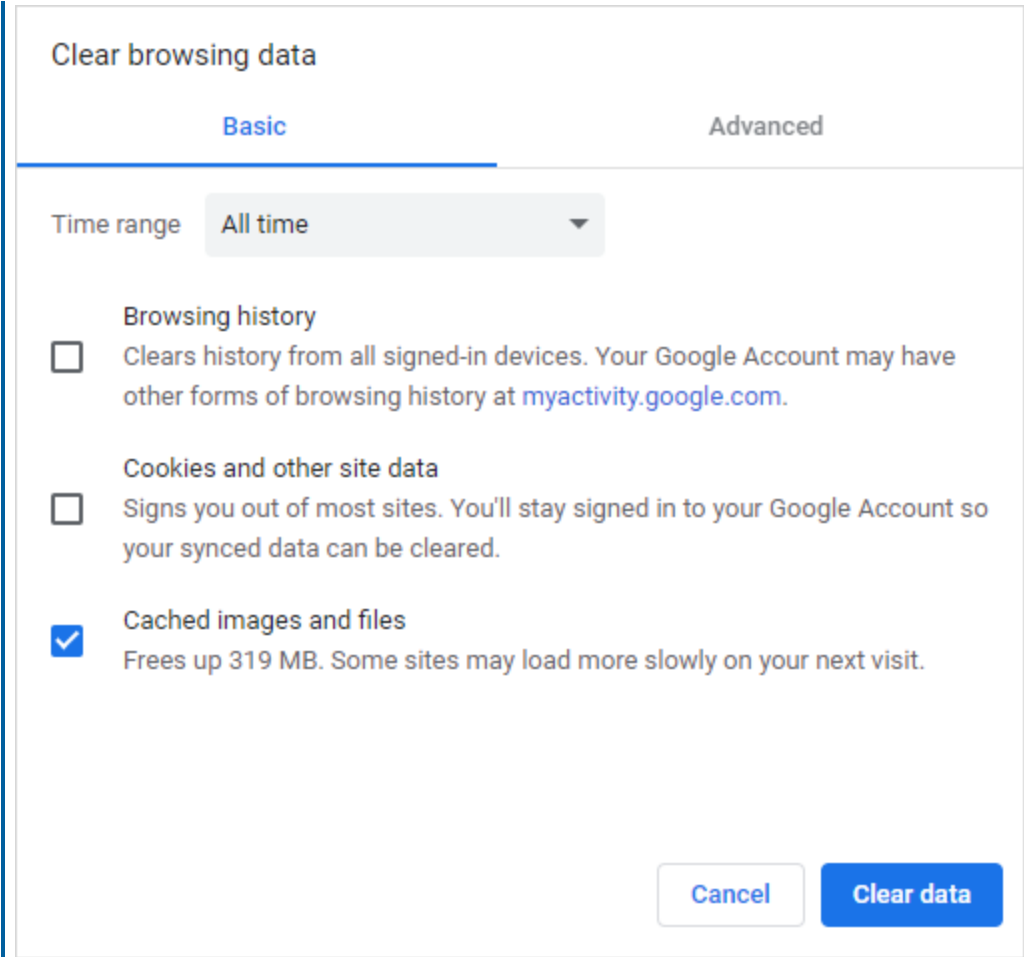 Clear browsing data
Basic
Advanced
Time range
All time
Browsing history
Clears history from all signed-in devices. Your Google Account may have
other forms of browsing history at myactivity.google.com.
Cookies and other site data
Signs you out of most sites. You'll stay signed in to your Google Account so
your synced data can be cleared.
Cached images and files
Frees up 319 MB. Some sites may load more slowly on your next visit.
Cancel
Clear data